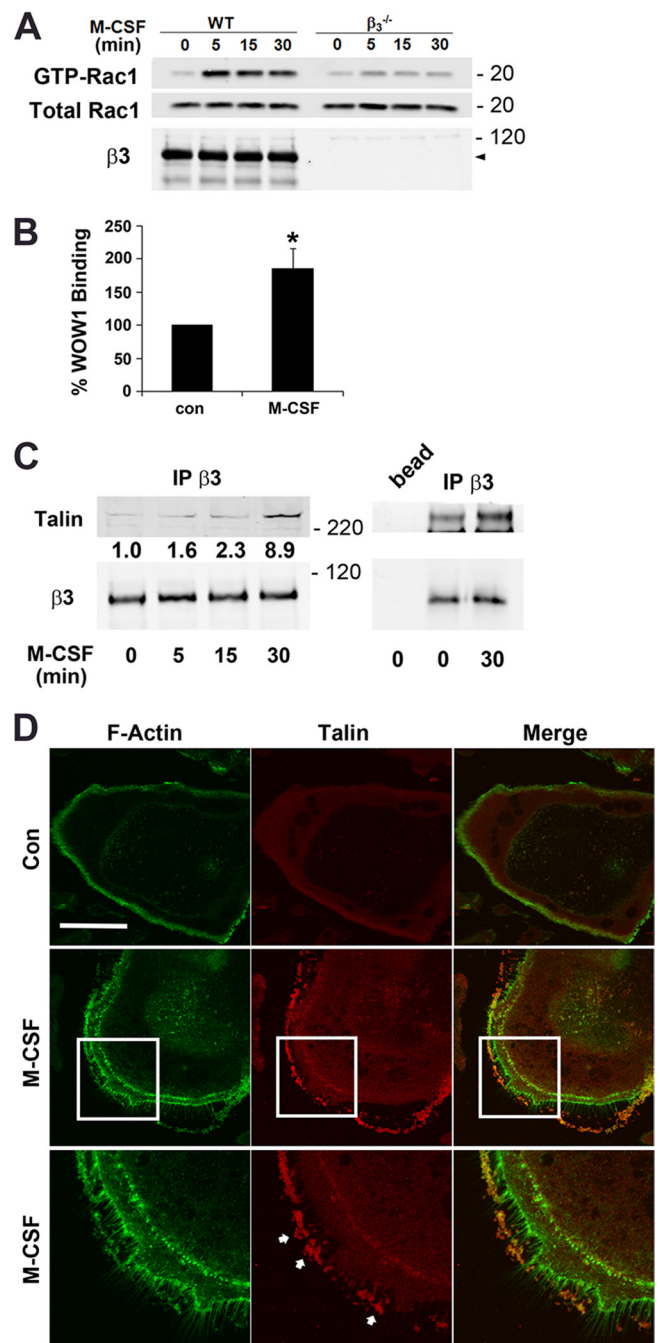 A
M-CSF (min)
WT
β3-/-
0 5 15 30 0 5 15 30
GTP-Rac1
- 20
Total Rac1
- 20
β3
- 120
B
% WOW1 Binding
250
200
150
100
50
0
*
con
M-CSF
C
IP β3
Talin
- 220
1.0 1.6 2.3 8.9
- 120
β3
M-CSF (min)
0 5 15 30
bead
IP β3
0 0 30
D
F-Actin Talin Merge
Con
M-CSF
M-CSF